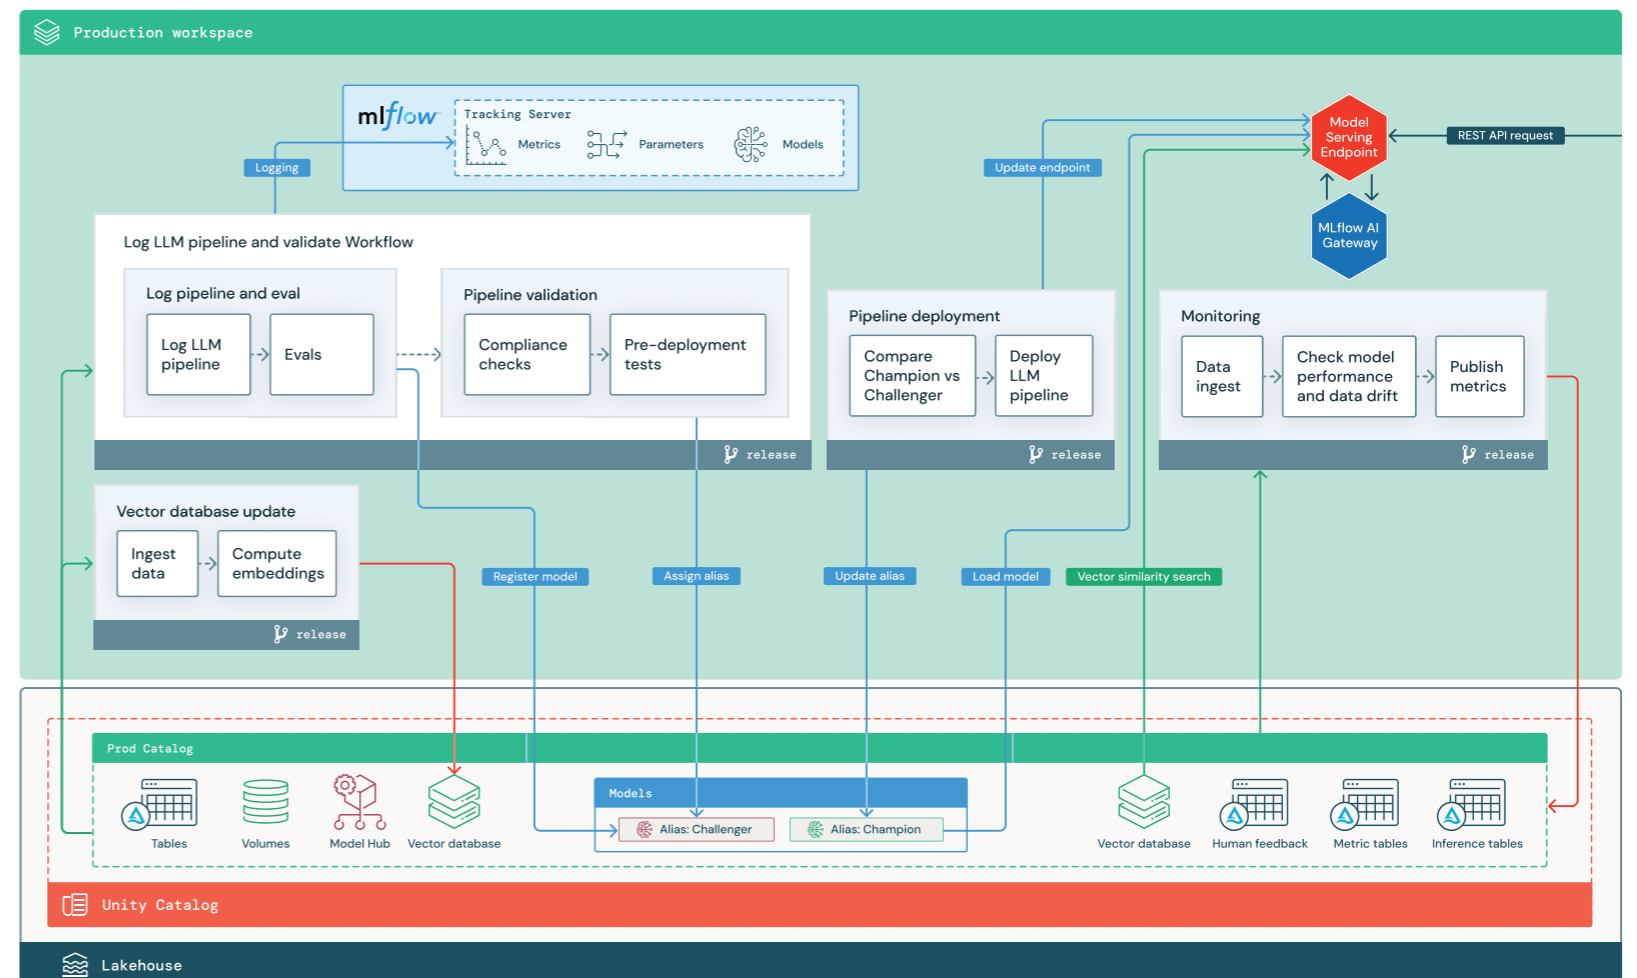 Production workspace
mlflow
Tracking Server
Metrics
Parameters
Models
Logging
Update endpoint
Model
Serving
Endpoint
REST API request
MLflow AI
Gateway
Log LLM pipeline and validate Workflow
Log pipeline and eval
Log LLM
pipeline
Evals
Pipeline validation
Compliance
checks
Pre-deployment
tests
release
Pipeline deployment
Compare
Champion vs
Challenger
Deploy
LLM
pipeline
release
Monitoring
Data
ingest
Check model
performance
and data drift
Publish
metrics
release
Vector database update
Ingest
data
Compute
embeddings
release
Register model
Assign alias
Update alias
Load model
Vector similarity search
Prod Catalog
Tables
Volumes
Model Hub
Vector database
Models
Alias: Challenger
Alias: Champion
Vector database
Human feedback
Metric tables
Inference tables
Unity Catalog
Lakehouse